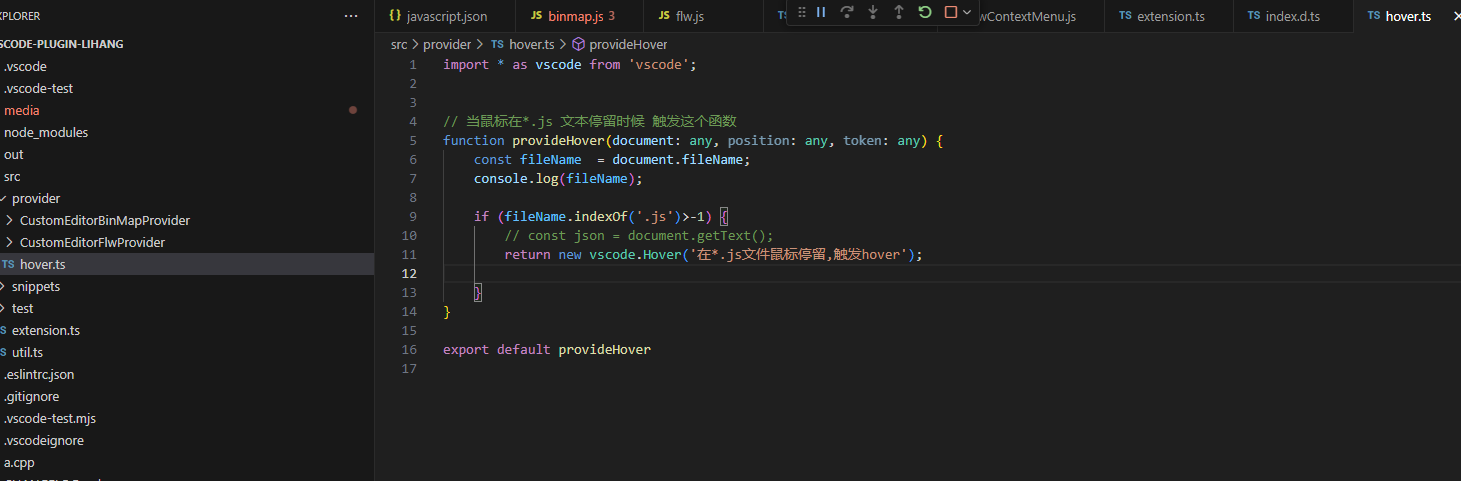 EXPLORER
···
javascript.json
JS binmap.js 3
JS flw.js
wContextMenu.js
TS extension.ts
TS index.d.ts
TS hover.ts
SCODE-PLUGIN-LIHANG
.vscode
.vscode-test
media
node_modules
out
src
provider
CustomEditorBinMapProvider
CustomEditorFlwProvider
TS hover.ts
snippets
test
S extension.ts
S util.ts
.eslintrc.json
.gitignore
.vscode-test.mjs
.vscodeignore
a.cpp
src > provider > TS hover.ts > provideHover
1 import * as vscode from 'vscode';
2
3
4 // 当鼠标在*.js 文本停留时候 触发这个函数
5 function provideHover(document: any, position: any, token: any) {
6 const fileName  = document.fileName;
7 console.log(fileName);
8
9 if (fileName.indexOf('.js')>-1) {
10 // const json = document.getText();
11 return new vscode.Hover('在*.js文件鼠标停留,触发hover');
12
13 }
14 }
15
16 export default provideHover
17